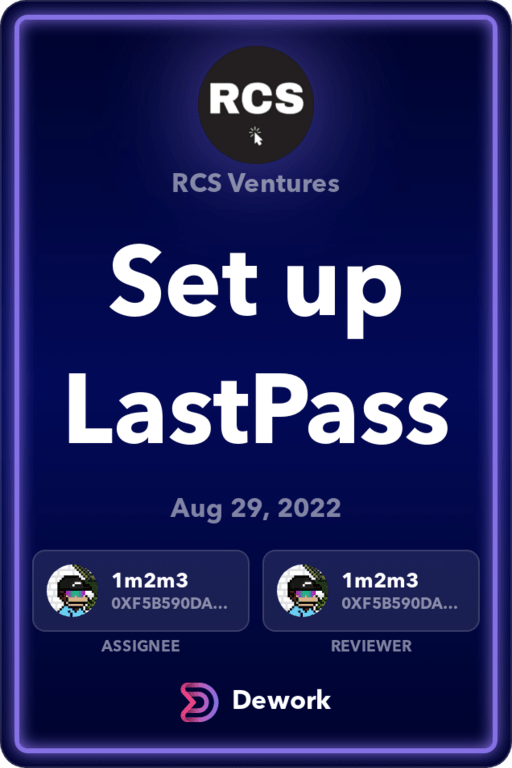 RCS
RCS Ventures
Set up
LastPass
Aug 29, 2022
1m2m3
0XF5B590DA...
ASSIGNEE
1m2m3
0XF5B590DA...
REVIEWER
Dework